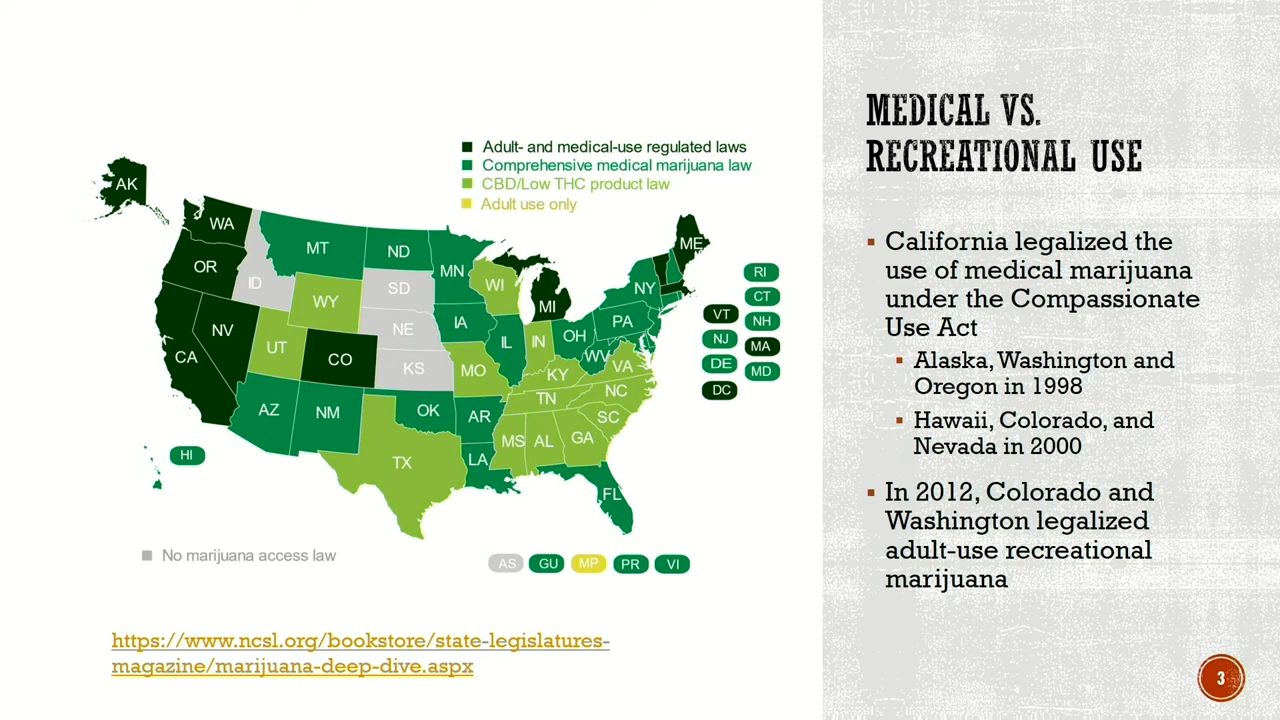 MEDICAL VS.
RECREATIONAL USE
Adult- and medical-use regulated laws
Comprehensive medical marijuana law
CBD/Low THC product law
Adult use only
AK
WA
OR
CA
NV
ID
MT
WY
UT
CO
AZ
NM
ND
SD
NE
KS
OK
TX
MN
IA
MO
AR
LA
WI
IL
MI
IN
OH
KY
TN
MS
AL
GA
FL
SC
NC
VA
WV
PA
NY
ME
RI
CT
VT
NH
NJ
MA
DE
MD
DC
HI
No marijuana access law
AS
GU
MP
PR
VI
https://www.ncsl.org/bookstore/state-legislatures-
magazine/marijuana-deep-dive.aspx
California legalized the
use of medical marijuana
under the Compassionate
Use Act
Alaska, Washington and
Oregon in 1998
Hawaii, Colorado, and
Nevada in 2000
In 2012, Colorado and
Washington legalized
adult-use recreational
marijuana
3